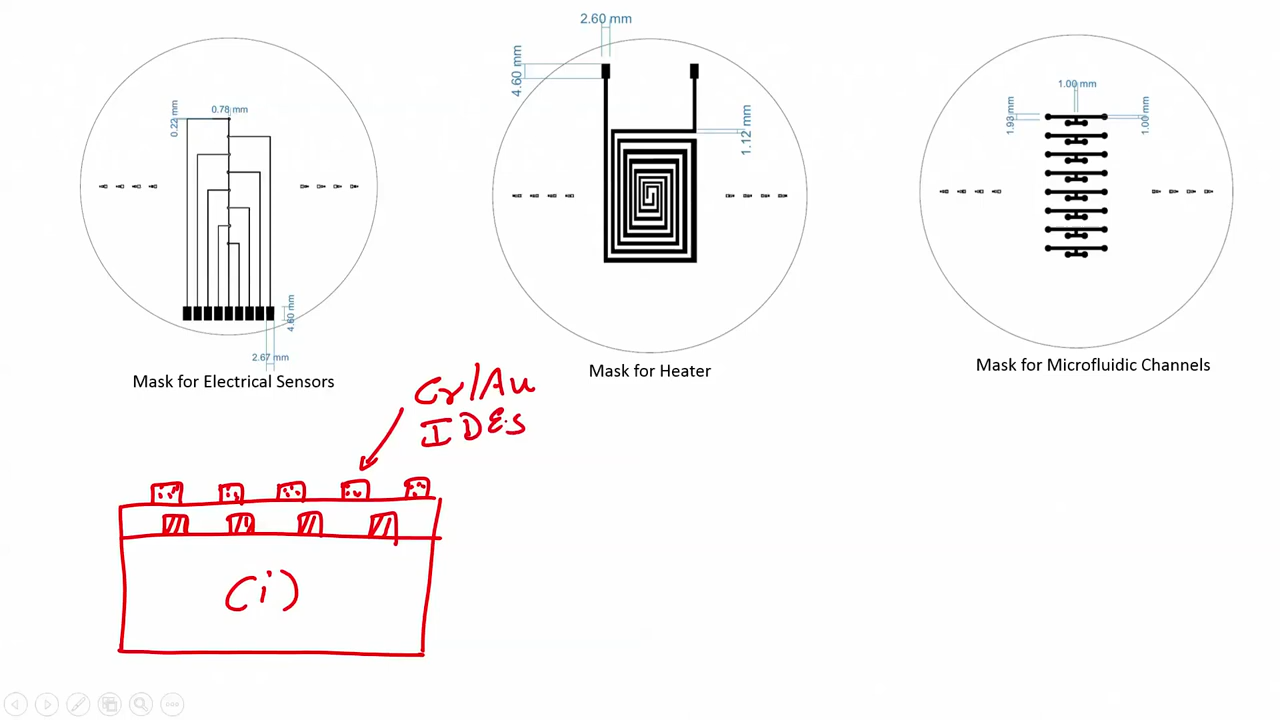 2.60 mm
4.60 mm
1.12 mm
0.78 mm
0.22 mm
4.60 mm
2.67 mm
1.00 mm
1.93 mm
1.00
Mask for Electrical Sensors
Mask for Heater
Mask for Microfluidic Channels
Cr/Au
IDEs
(i)